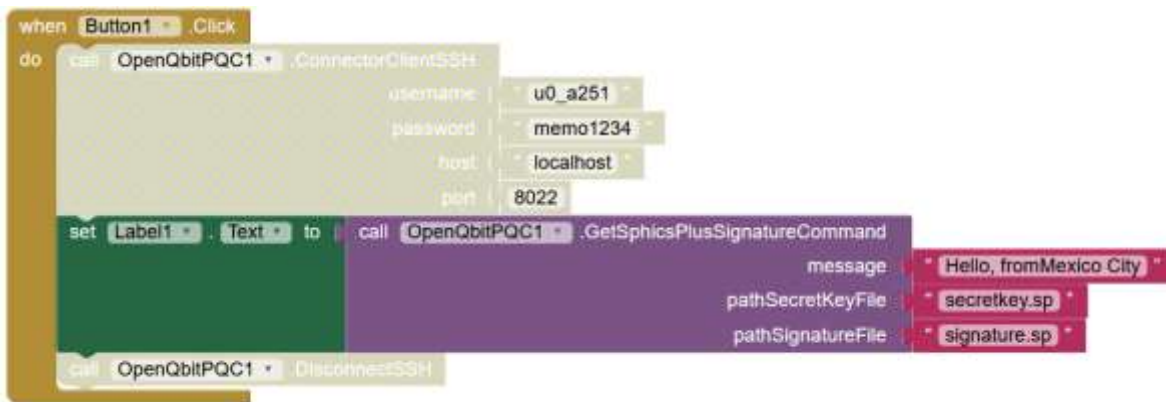 when Button1 .Click
do call OpenQbitPQC1 .ConnectorClientSSH
username " u0_a251 "
password " memo1234 "
host " localhost "
port 8022
set Label1 . Text to call OpenQbitPQC1 .GetSphicsPlusSignatureCommand
message " Hello, fromMexico City "
pathSecretKeyFile " secretkey.sp "
pathSignatureFile " signature.sp "
call OpenQbitPQC1 .DisconnectSSH